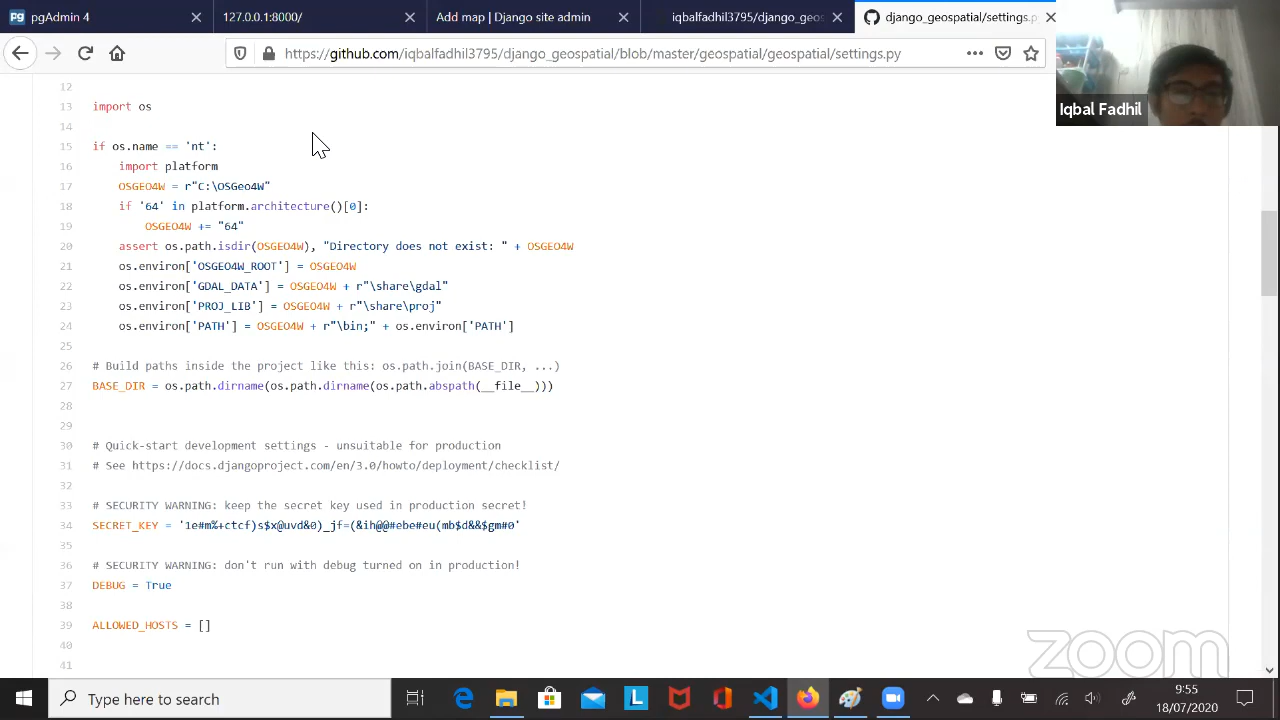 pgAdmin 4
127.0.0.1:8000/
Add map | Django site admin
iqbalfadhil3795/django_geos
django_geospatial/settings.p
https://github.com/iqbalfadhil3795/django_geospatial/blob/master/geospatial/geospatial/settings.py
Iqbal Fadhil
12
13 import os
14
15 if os.name == 'nt':
16 import platform
17 OSGEO4W = r"C:\OSGeo4W"
18 if '64' in platform.architecture()[0]:
19 OSGEO4W += "64"
20 assert os.path.isdir(OSGEO4W), "Directory does not exist: " + OSGEO4W
21 os.environ['OSGEO4W_ROOT'] = OSGEO4W
22 os.environ['GDAL_DATA'] = OSGEO4W + r"\share\gdal"
23 os.environ['PROJ_LIB'] = OSGEO4W + r"\share\proj"
24 os.environ['PATH'] = OSGEO4W + r"\bin;" + os.environ['PATH']
25
26 # Build paths inside the project like this: os.path.join(BASE_DIR, ...)
27 BASE_DIR = os.path.dirname(os.path.dirname(os.path.abspath(__file__)))
28
29
30 # Quick-start development settings - unsuitable for production
31 # See https://docs.djangoproject.com/en/3.0/howto/deployment/checklist/
32
33 # SECURITY WARNING: keep the secret key used in production secret!
34 SECRET_KEY = '1e#m%+ctcf)s$x@uvd&0)_jf=(&ih@@#ebe#eu(mb$d&&$gm#0'
35
36 # SECURITY WARNING: don't run with debug turned on in production!
37 DEBUG = True
38
39 ALLOWED_HOSTS = []
40
41
zoom
Type here to search
9:55
18/07/2020